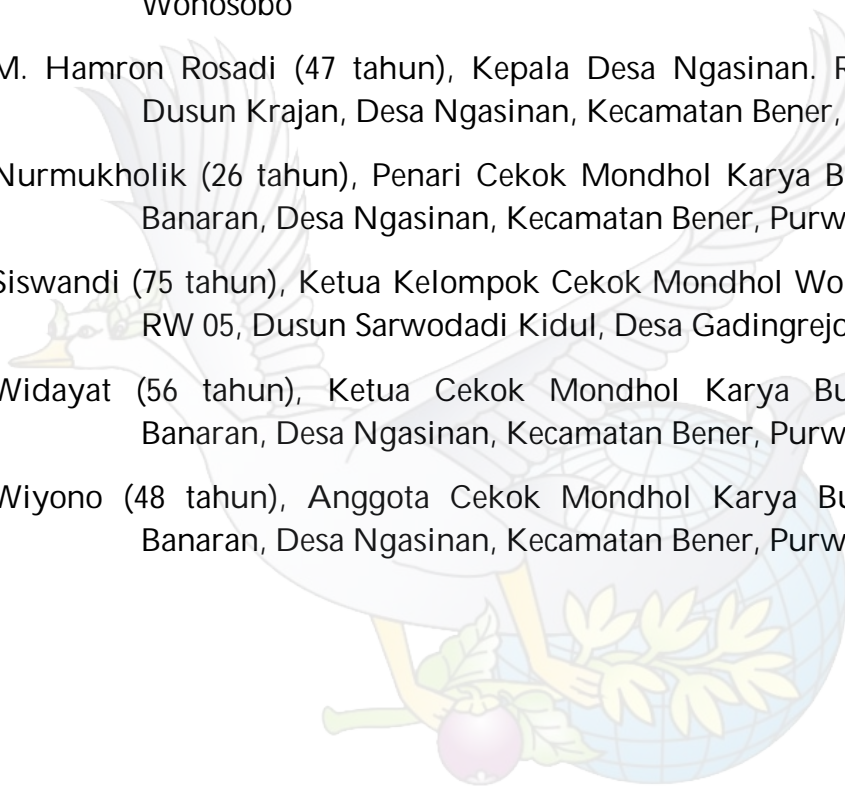 Wonosobo
M. Hamron Rosadi (47 tahun), Kepala Desa Ngasinan.
Dusun Krajan, Desa Ngasinan, Kecamatan Bener,
Nurmukholik (26 tahun), Penari Cekok Mondhol Karya
Banaran, Desa Ngasinan, Kecamatan Bener,
Siswandi (75 tahun), Ketua Kelompok Cekok Mondhol
RW 05, Dusun Sarwodadi Kidul, Desa Gadingrejo
Widayat (56 tahun), Ketua Cekok Mondhol Karya
Banaran, Desa Ngasinan, Kecamatan Bener,
Wiyono (48 tahun), Anggota Cekok Mondhol Karya
Banaran, Desa Ngasinan, Kecamatan Bener,